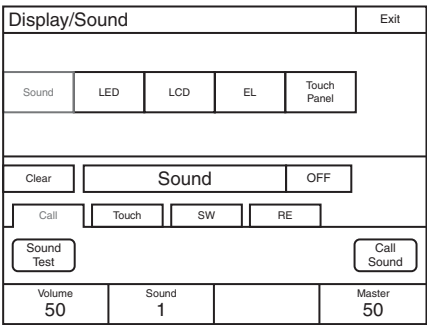 Display/Sound Exit
Sound LED LCD EL Touch
Panel
Clear Sound OFF
Call Touch SW RE
Sound
Test
Call
Sound
Volume Sound Master
50 1 50